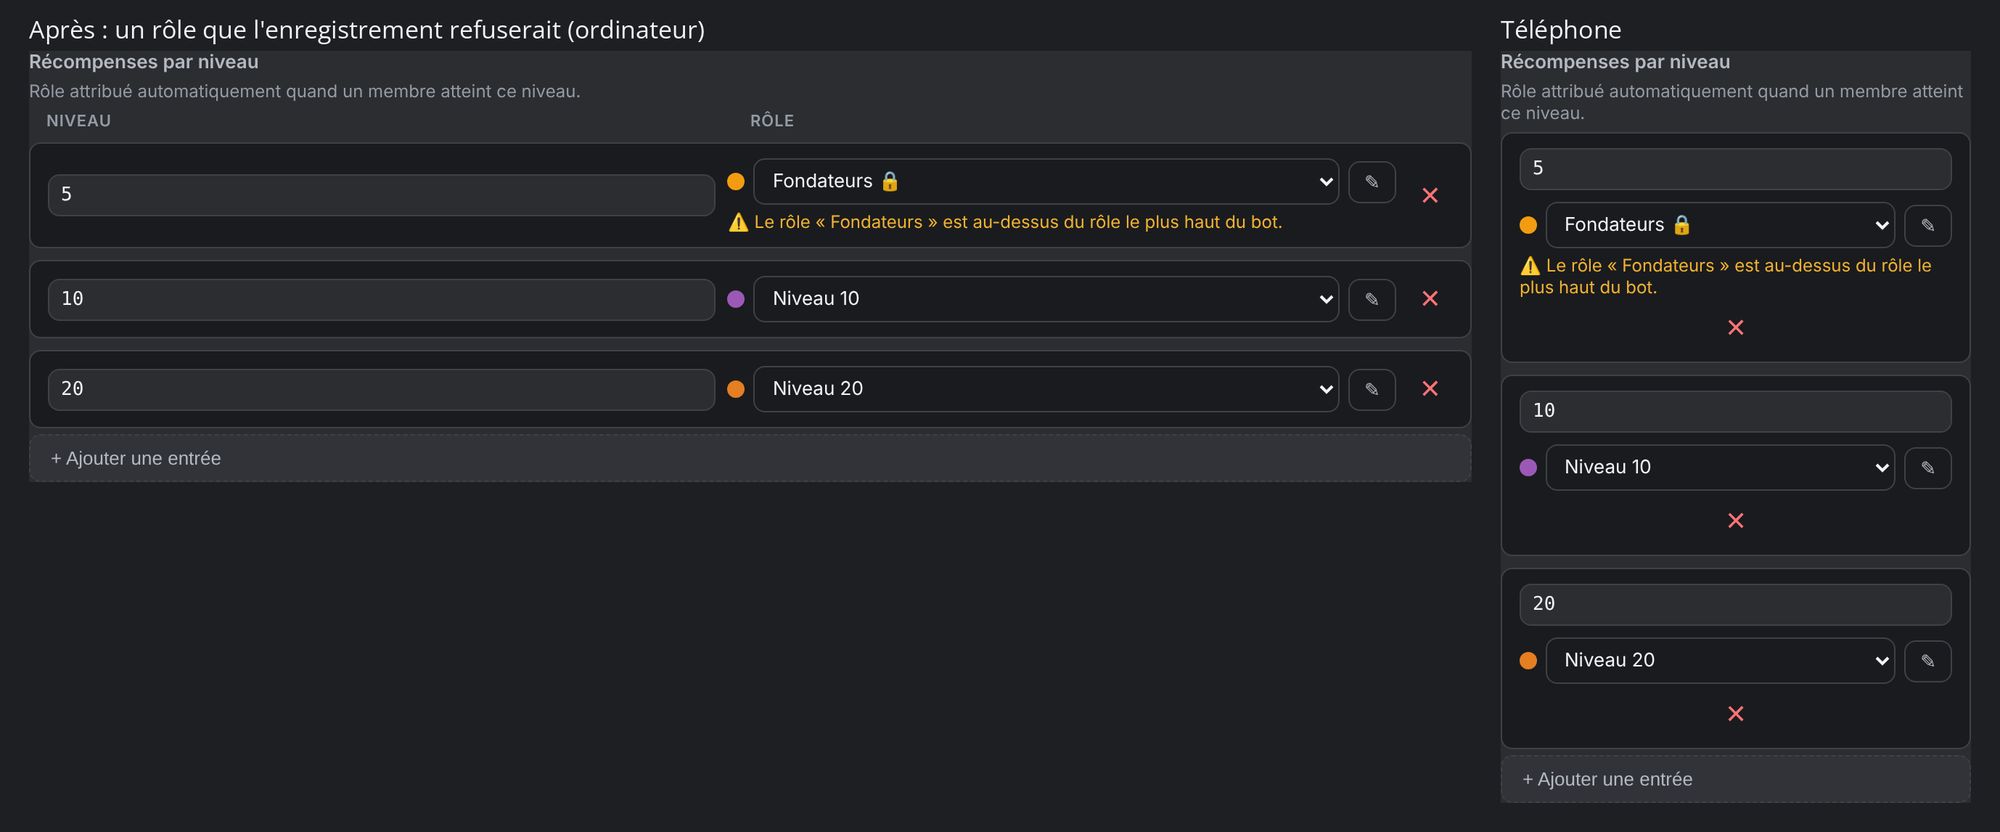 Après : un rôle que l'enregistrement refuserait (ordinateur)
Récompenses par niveau
Rôle attribué automatiquement quand un membre atteint ce niveau.
NIVEAU RÔLE
5 Fondateurs 🔒 ✎ ✕
⚠️ Le rôle « Fondateurs » est au-dessus du rôle le plus haut du bot.
10 Niveau 10 ✎ ✕
20 Niveau 20 ✎ ✕
+ Ajouter une entrée
Téléphone
Récompenses par niveau
Rôle attribué automatiquement quand un membre atteint
ce niveau.
5
Fondateurs 🔒 ✎
⚠️ Le rôle « Fondateurs » est au-dessus du rôle le
plus haut du bot.
✕
10
Niveau 10 ✎
✕
20
Niveau 20 ✎
✕
+ Ajouter une entrée